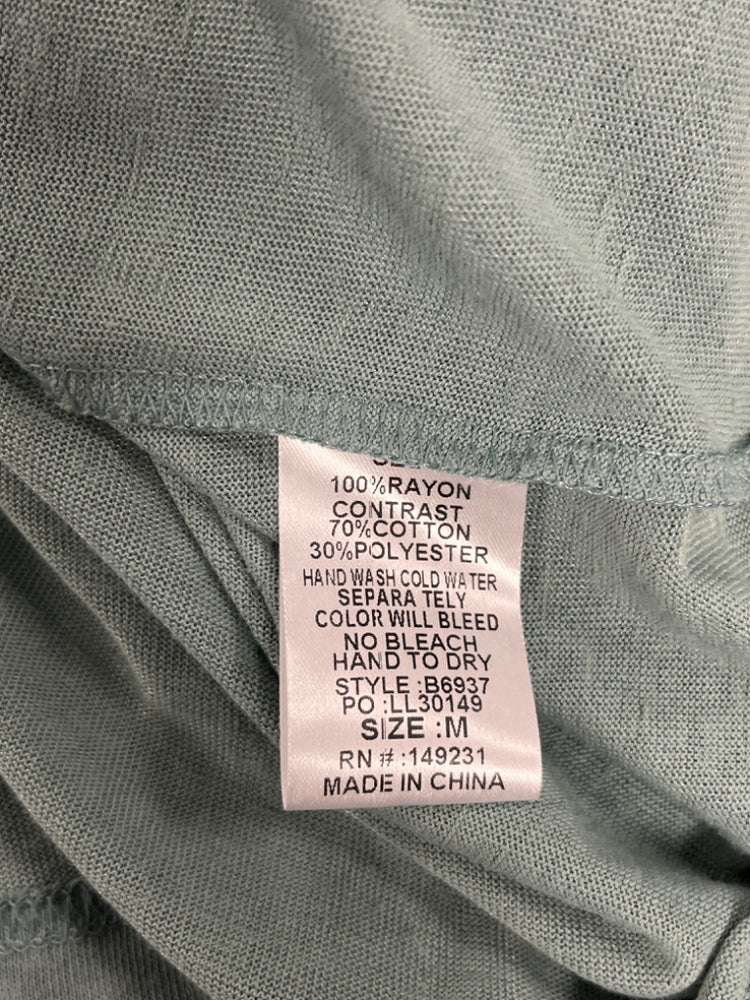 100%RAYON
CONTRAST
70%COTTON
30%POLYESTER
HAND WASH COLD WATER
SEPARA TELY
COLOR WILL BLEED
NO BLEACH
HAND TO DRY
STYLE :B6937
PO :LL30149
SIZE :M
RN # :149231
MADE IN CHINA